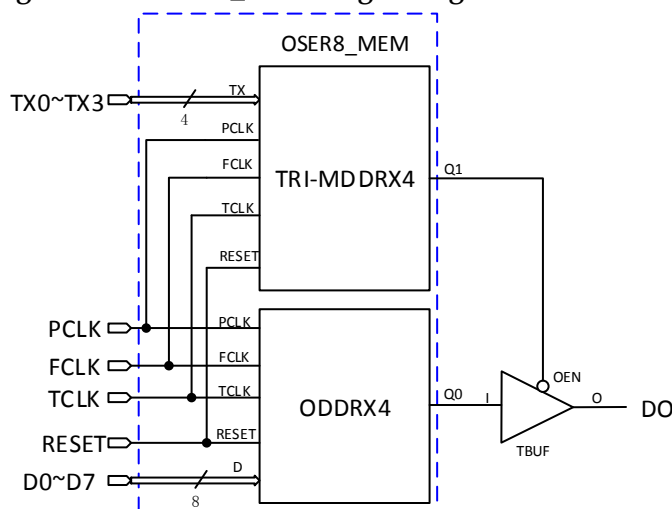 OSER8_MEM
TX0~TX3
TX
4
PCLK
FCLK
TRI-MDDRX4
Q1
TCLK
RESET
PCLK
PCLK
FCLK
FCLK
OEN
TCLK
TCLK
ODDRX4
Q0
I
O
DO
RESET
RESET
TBUF
D0~D7
D
8